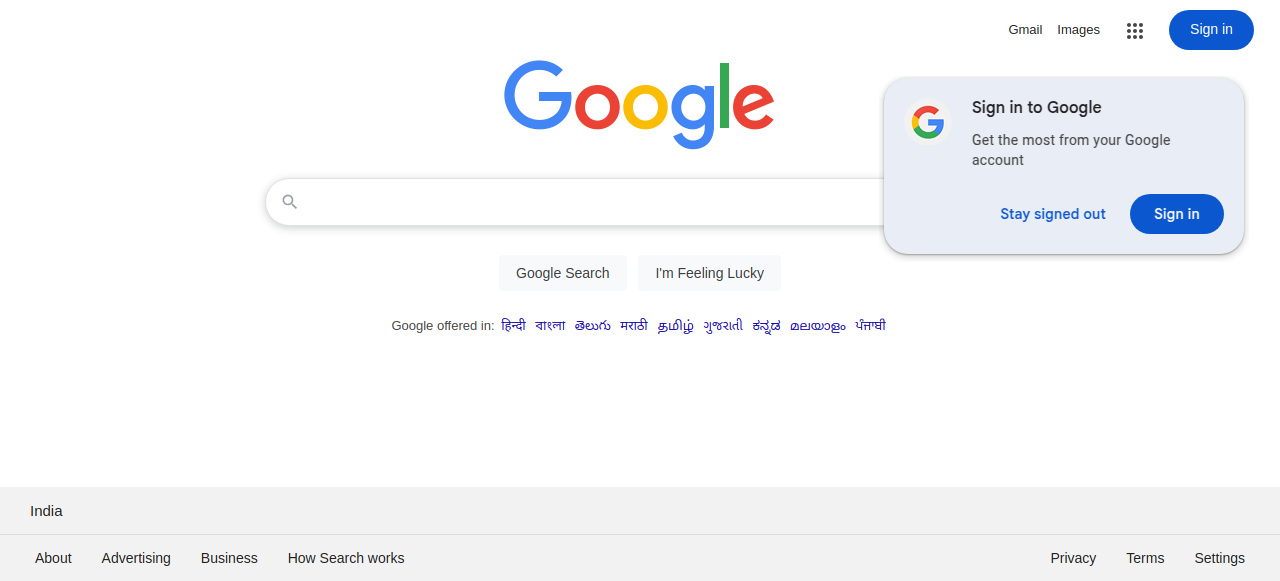 Gmail Images Sign in
Google
Sign in to Google
Get the most from your Google
account
Stay signed out Sign in
Google Search I'm Feeling Lucky
Google offered in: हिन्दी বাংলা తెలుగు मराठी தமிழ் ગુજરાતી ಕನ್ನಡ മലയാളം ਪੰਜਾਬੀ
India
About Advertising Business How Search works Privacy Terms Settings